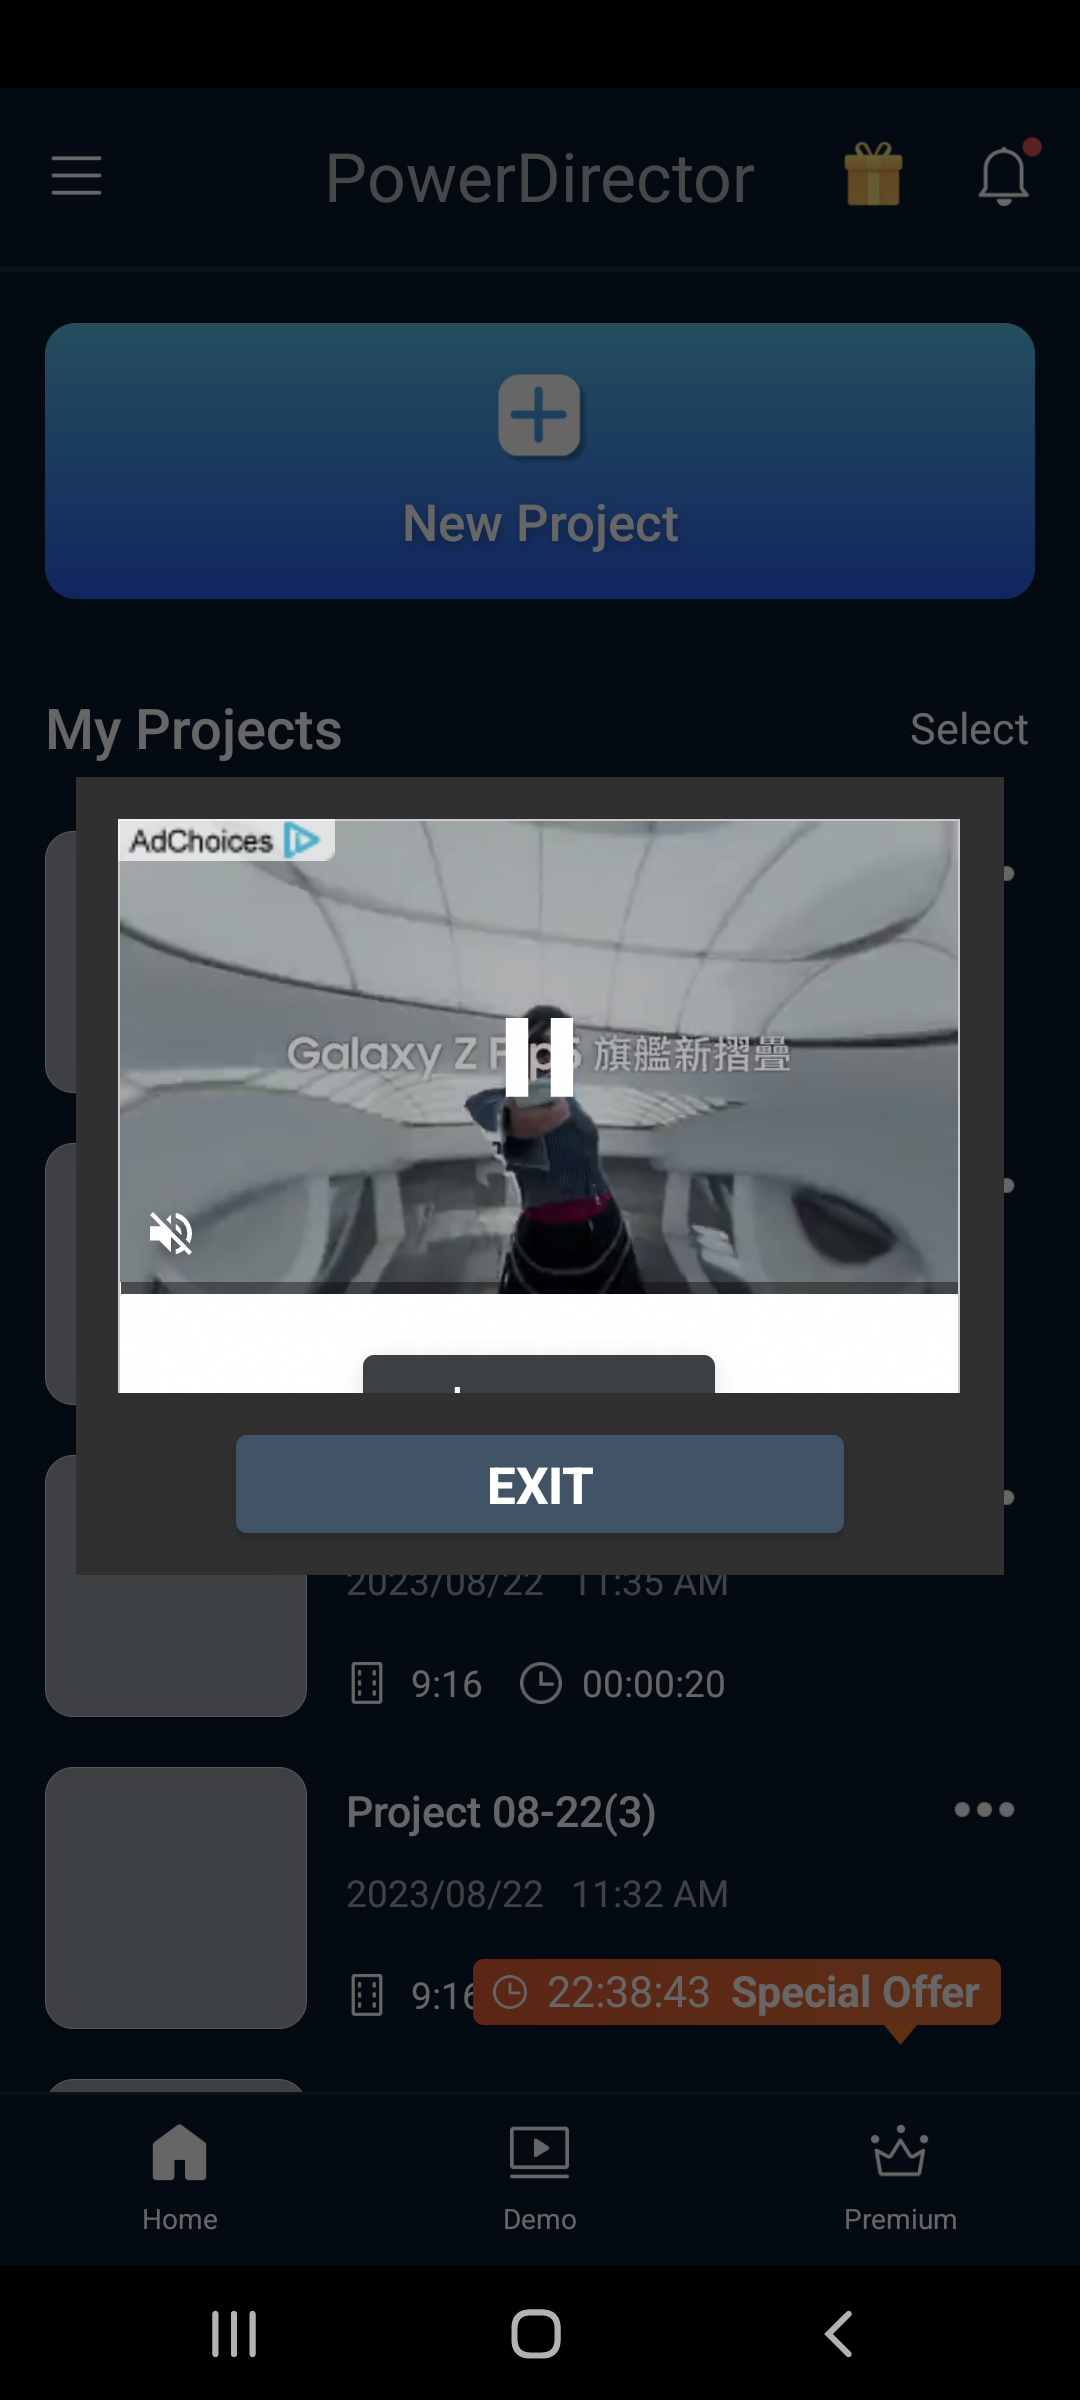 PowerDirector
New Project
My Projects
Select
AdChoices
Galaxy Z Flip5 旗艦新摺疊
EXIT
2023/08/22 11:35 AM
9:16 00:00:20
Project 08-22(3)
2023/08/22 11:32 AM
9:16
22:38:43 Special Offer
Home
Demo
Premium